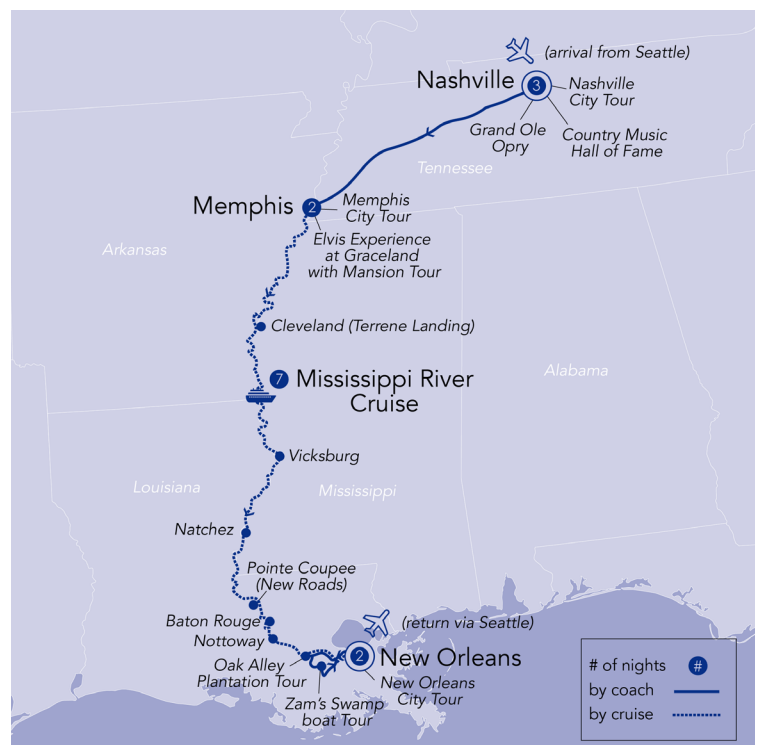 (arrival from Seattle)
Nashville
3
Nashville
City Tour
Grand Ole
Opry
Country Music
Hall of Fame
Tennessee
Memphis
2
Memphis
City Tour
Elvis Experience
at Graceland
with Mansion Tour
Arkansas
Cleveland (Terrene Landing)
7
Mississippi River
Cruise
Alabama
Vicksburg
Louisiana
Mississippi
Natchez
Pointe Coupee
(New Roads)
Baton Rouge
Nottoway
(return via Seattle)
2
New Orleans
Oak Alley
Plantation Tour
New Orleans
City Tour
Zam's Swamp
boat Tour
# of nights
#
by coach
by cruise